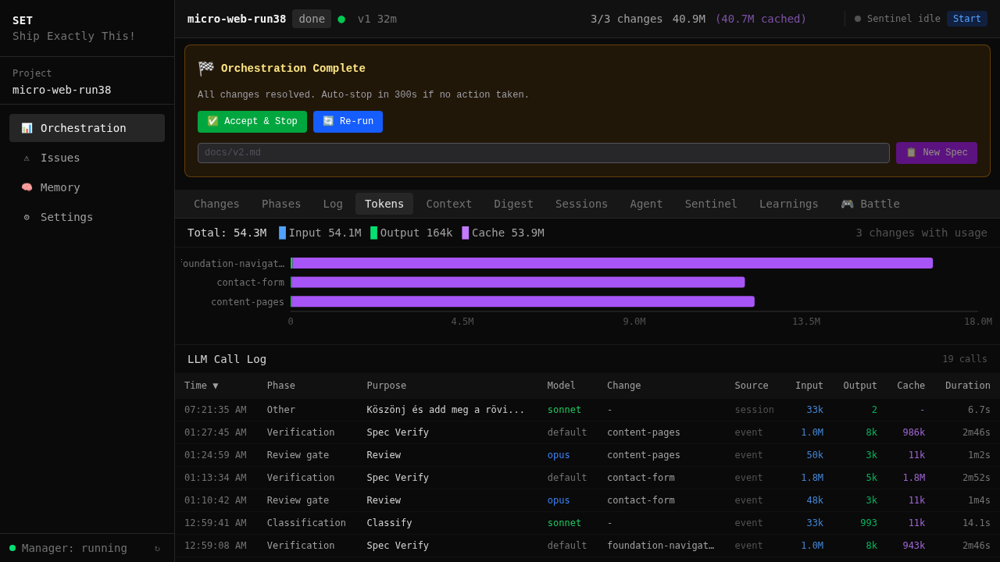 SET
Ship Exactly This!
Project
micro-web-run38
📊 Orchestration
⚠ Issues
🧠 Memory
⚙ Settings
Manager: running ↻
micro-web-run38 done v1 32m 3/3 changes 40.9M (40.7M cached) Sentinel idle Start
🏁 Orchestration Complete
All changes resolved. Auto-stop in 300s if no action taken.
✅ Accept & Stop 🔄 Re-run
docs/v2.md 📋 New Spec
Changes Phases Log Tokens Context Digest Sessions Agent Sentinel Learnings 🎮 Battle
Total: 54.3M Input 54.1M Output 164k Cache 53.9M 3 changes with usage
foundation-navigat…
contact-form
content-pages
0 4.5M 9.0M 13.5M 18.0M
LLM Call Log 19 calls
Time ▼ Phase Purpose Model Change Source Input Output Cache Duration
07:21:35 AM Other Köszönj és add meg a rövi... sonnet - session 33k 2 - 6.7s
01:27:45 AM Verification Spec Verify default content-pages event 1.0M 8k 986k 2m46s
01:24:59 AM Review gate Review opus content-pages event 50k 3k 11k 1m2s
01:13:34 AM Verification Spec Verify default contact-form event 1.8M 5k 1.8M 2m52s
01:10:42 AM Review gate Review opus contact-form event 48k 3k 11k 1m4s
12:59:41 AM Classification Classify sonnet - event 33k 993 11k 14.1s
12:59:08 AM Verification Spec Verify default foundation-navigat… event 1.0M 8k 943k 2m46s